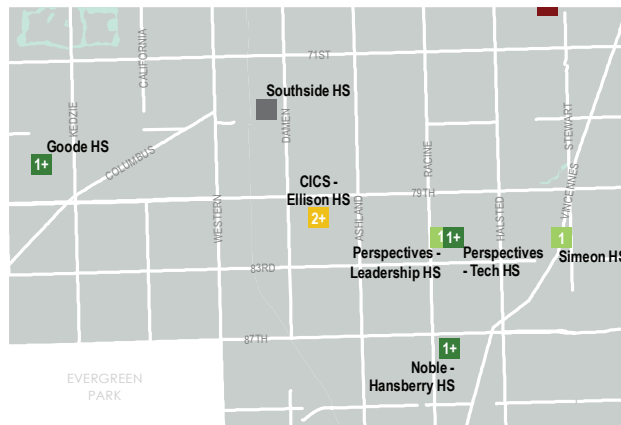 71ST
CALIFORNIA
Southside HS
KEDZIE
DAMEN
STEWART
Goode HS
1+
COLUMBUS
RACINE
CICS -
Ellison HS
2+
79TH
WESTERN
ASHLAND
HALSTED
VINCENNES
1
1+
1
Perspectives -
Leadership HS
Perspectives
- Tech HS
Simeon HS
83RD
87TH
1+
Noble -
Hansberry HS
EVERGREEN
PARK